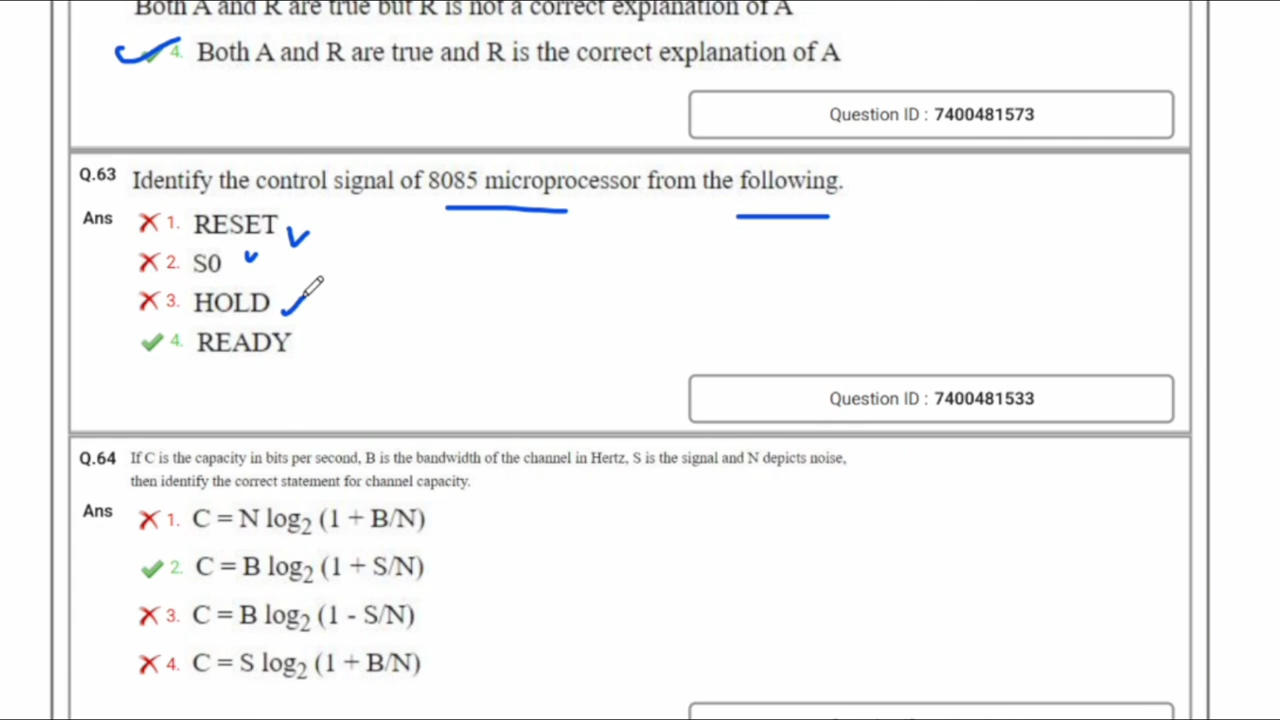 Both A and R are true but R is not a correct explanation of A
4. Both A and R are true and R is the correct explanation of A
Question ID : 7400481573
Q.63 Identify the control signal of 8085 microprocessor from the following.
Ans 1. RESET
2. S0
3. HOLD
4. READY
Question ID : 7400481533
Q.64 If C is the capacity in bits per second, B is the bandwidth of the channel in Hertz, S is the signal and N depicts noise,
then identify the correct statement for channel capacity.
Ans 1. C = N log₂ (1 + B/N)
2. C = B log₂ (1 + S/N)
3. C = B log₂ (1 - S/N)
4. C = S log₂ (1 + B/N)